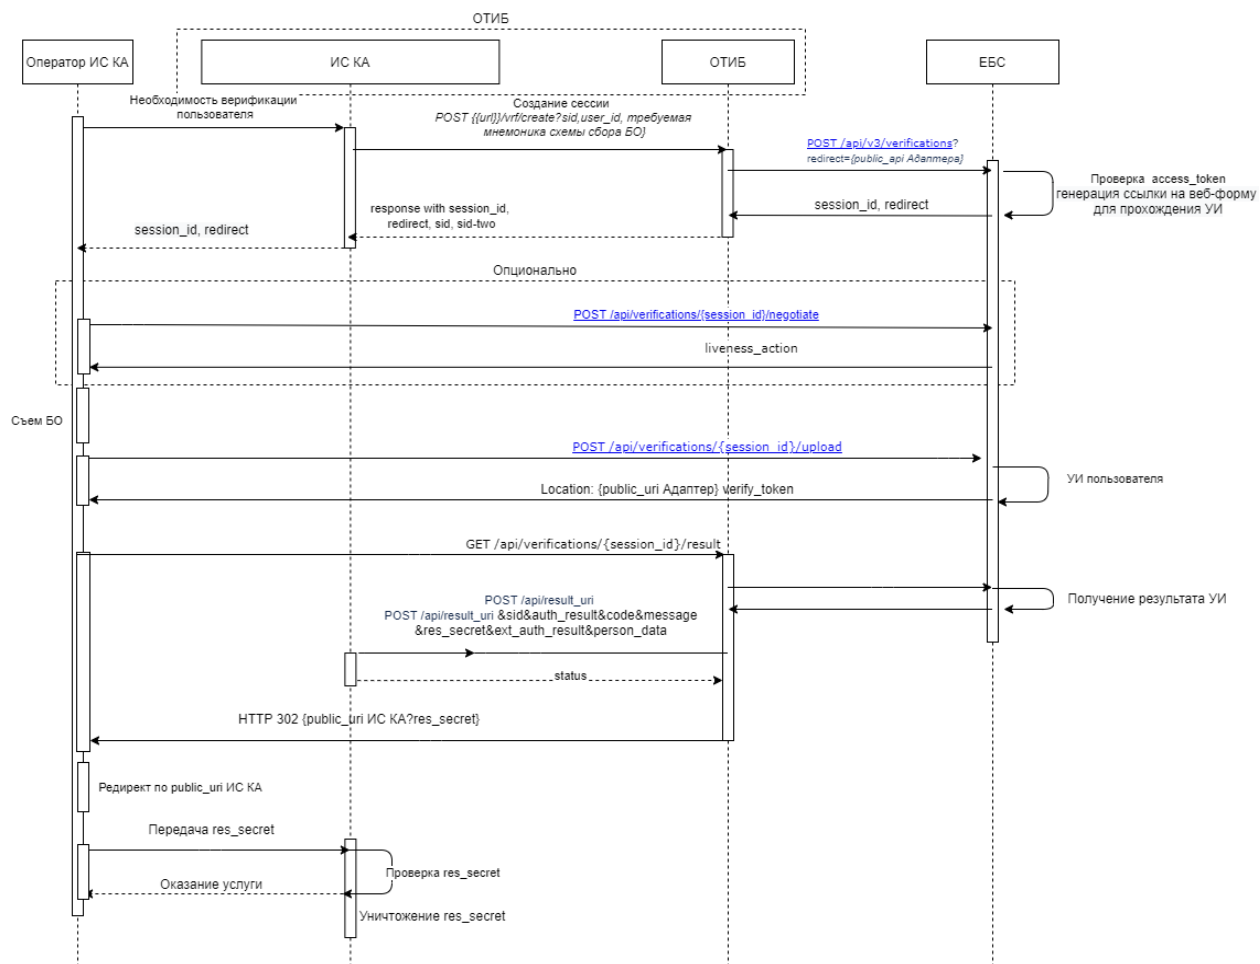 ОТИБ
Оператор ИС КА
ИС КА
ОТИБ
ЕБС
Необходимость верификации
пользователя
Создание сессии
POST {{url}}/vrf/create?sid,user_id, требуемая
мнемоника схемы сбора БО}
POST /api/v3/verifications?
redirect={public_api Адаптера}
Проверка access_token
генерация ссылки на веб-форму
для прохождения УИ
session_id, redirect
response with session_id,
redirect, sid, sid-two
session_id, redirect
Опционально
POST /api/verifications/{session_id}/negotiate
liveness_action
Съем БО
POST /api/verifications/{session_id}/upload
УИ пользователя
Location: {public_uri Адаптер} verify_token
GET /api/verifications/{session_id}/result
Получение результата УИ
POST /api/result_uri
POST /api/result_uri &sid&auth_result&code&message
&res_secret&ext_auth_result&person_data
status
HTTP 302 {public_uri ИС КА?res_secret}
Редирект по public_uri ИС КА
Передача res_secret
Проверка res_secret
Оказание услуги
Уничтожение res_secret